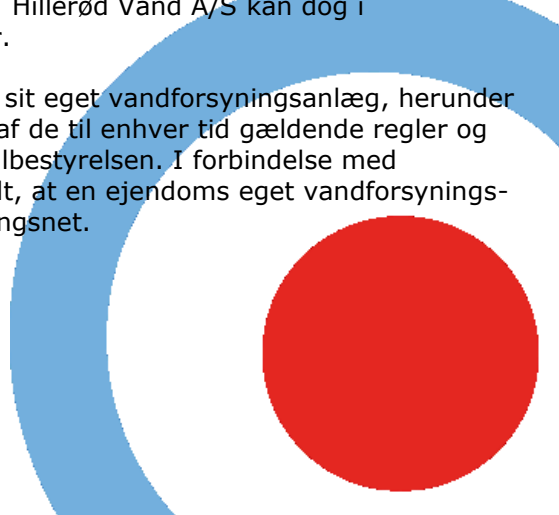 Hillerød Vand A/S kan dog i
r.
sit eget vandforsyningsanlæg, herunder
af de til enhver tid gældende regler og
lbestyrelsen. I forbindelse med
lt, at en ejendoms eget vandforsynings-
ngsnet.